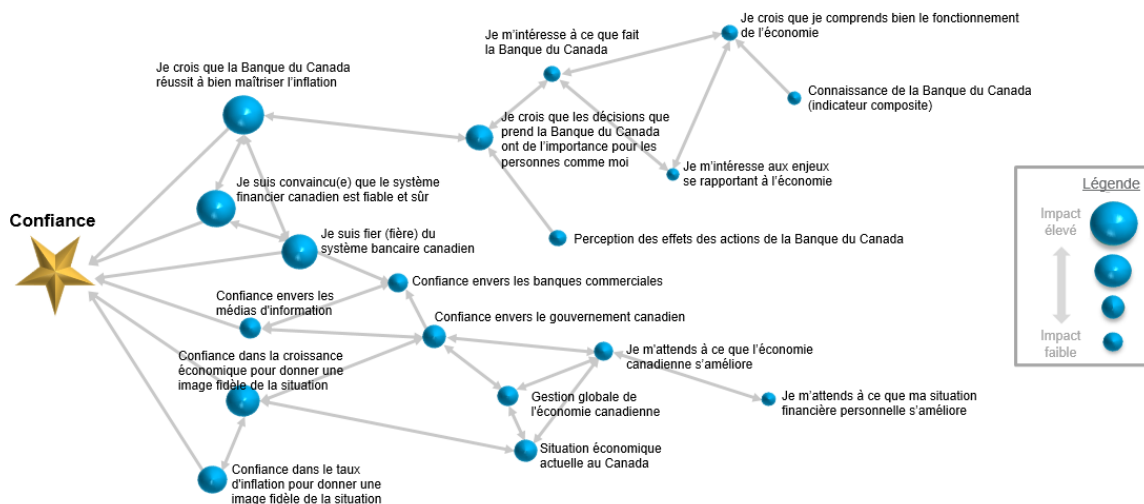 Je crois que je comprends bien le fonctionnement
de l'économie
Je m'intéresse à ce que fait
la Banque du Canada
Je crois que la Banque du Canada
réussit à bien maîtriser l'inflation
Connaissance de la Banque du Canada
(indicateur composite)
Je crois que les décisions que
prend la Banque du Canada
ont de l'importance pour les
personnes comme moi
Je m'intéresse aux enjeux
se rapportant à l'économie
Je suis convaincu(e) que le système
financier canadien est fiable et sûr
Confiance
Je suis fier (fière) du
système bancaire canadien
Perception des effets des actions de la Banque du Canada
Confiance envers les banques commerciales
Confiance envers les
médias d'information
Confiance envers le gouvernement canadien
Confiance dans la croissance
économique pour donner une
image fidèle de la situation
Je m'attends à ce que l'économie
canadienne s'améliore
Gestion globale de
l'économie canadienne
Je m'attends à ce que ma situation
financière personnelle s'améliore
Situation économique
actuelle au Canada
Confiance dans le taux
d'inflation pour donner une
image fidèle de la situation
Légende
Impact
élevé
Impact
faible